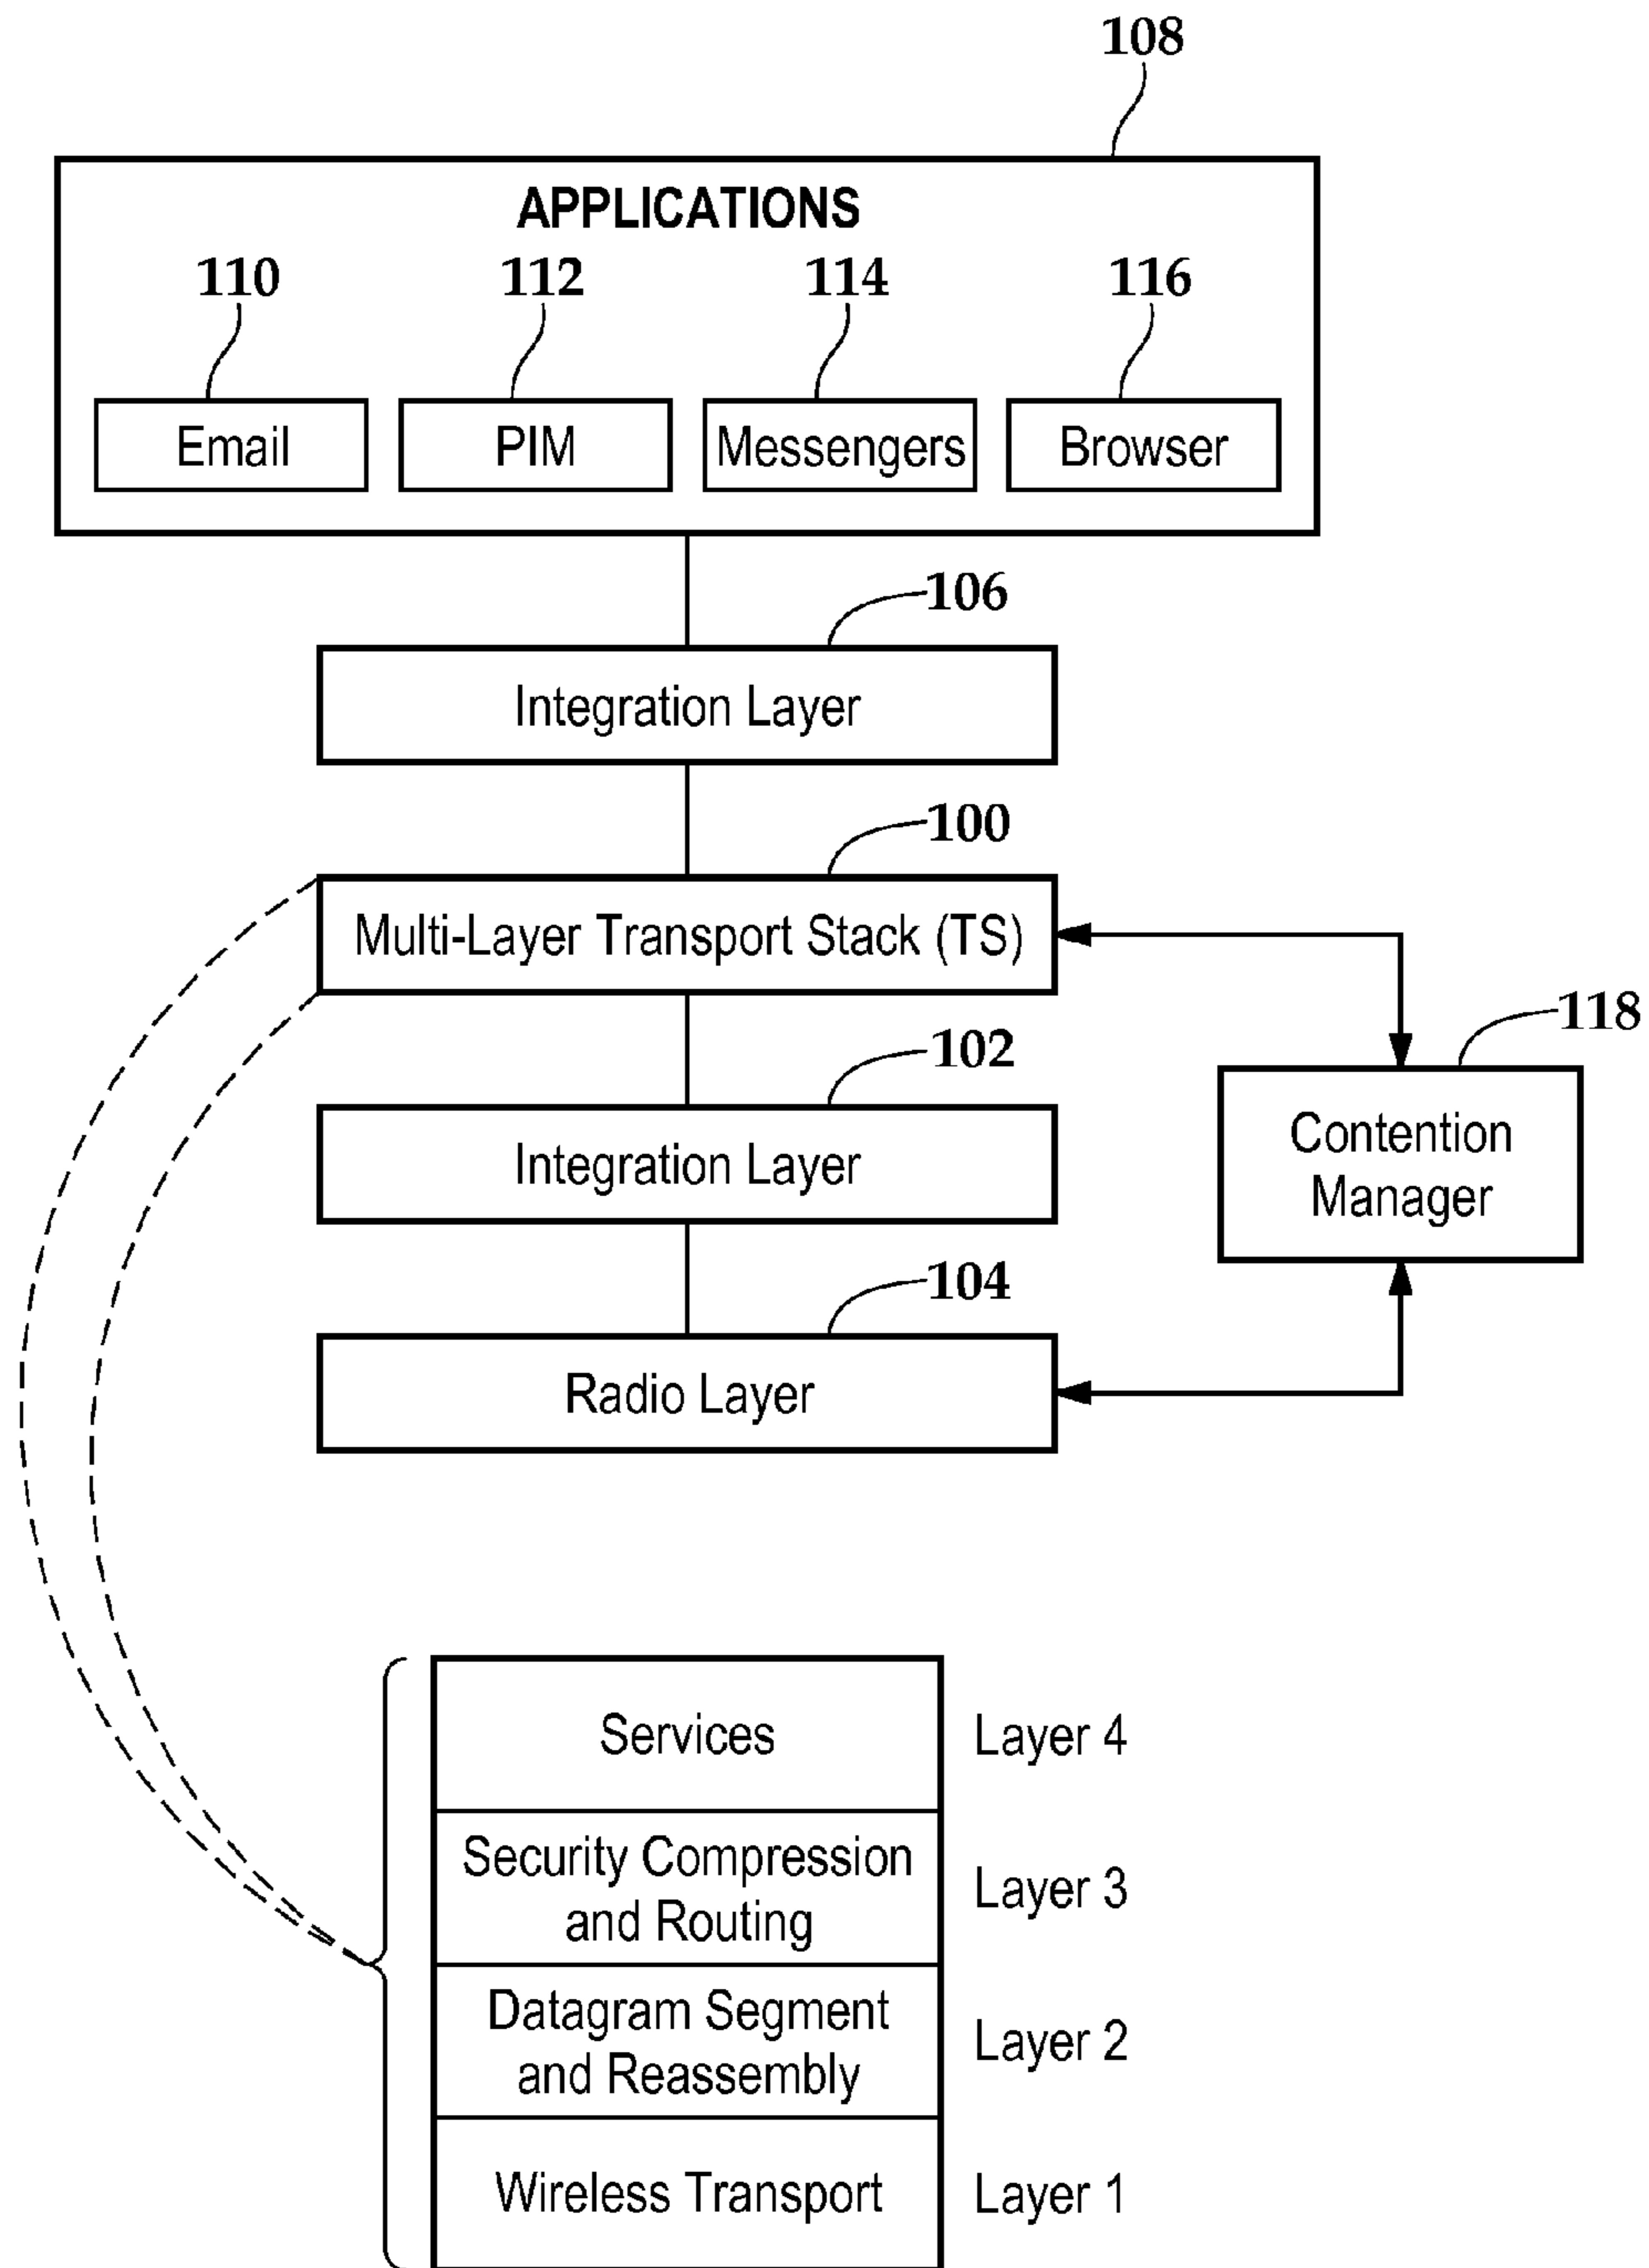 108
APPLICATIONS
110 112 114 116
Email PIM Messengers Browser
106
Integration Layer
100
Multi-Layer Transport Stack (TS)
118
102
Integration Layer
Contention
Manager
104
Radio Layer
Services
Layer 4
Security Compression
and Routing
Layer 3
Datagram Segment
and Reassembly
Layer 2
Wireless Transport
Layer 1